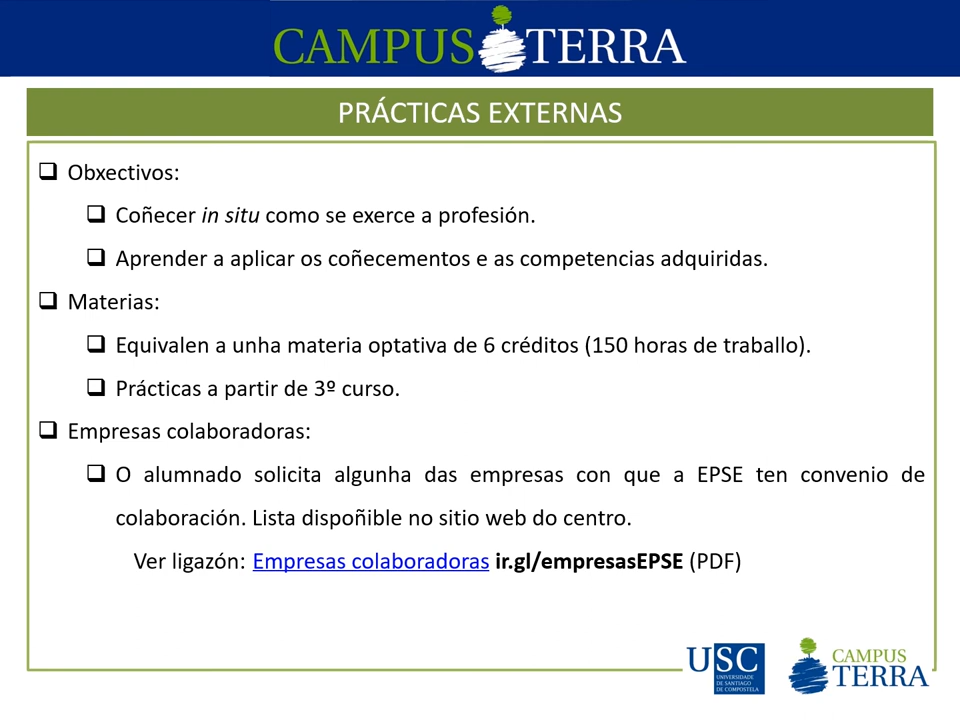 CAMPUS TERRA
PRÁCTICAS EXTERNAS
❑ Obxectivos:
❑ Coñecer in situ como se exerce a profesión.
❑ Aprender a aplicar os coñecementos e as competencias adquiridas.
❑ Materias:
❑ Equivalen a unha materia optativa de 6 créditos (150 horas de traballo).
❑ Prácticas a partir de 3º curso.
❑ Empresas colaboradoras:
❑ O alumnado solicita algunha das empresas con que a EPSE ten convenio de
colaboración. Lista dispoñible no sitio web do centro.
Ver ligazón: Empresas colaboradoras ir.gl/empresasEPSE (PDF)
USC
UNIVERSIDADE
DE SANTIAGO
DE COMPOSTELA
CAMPUS
TERRA